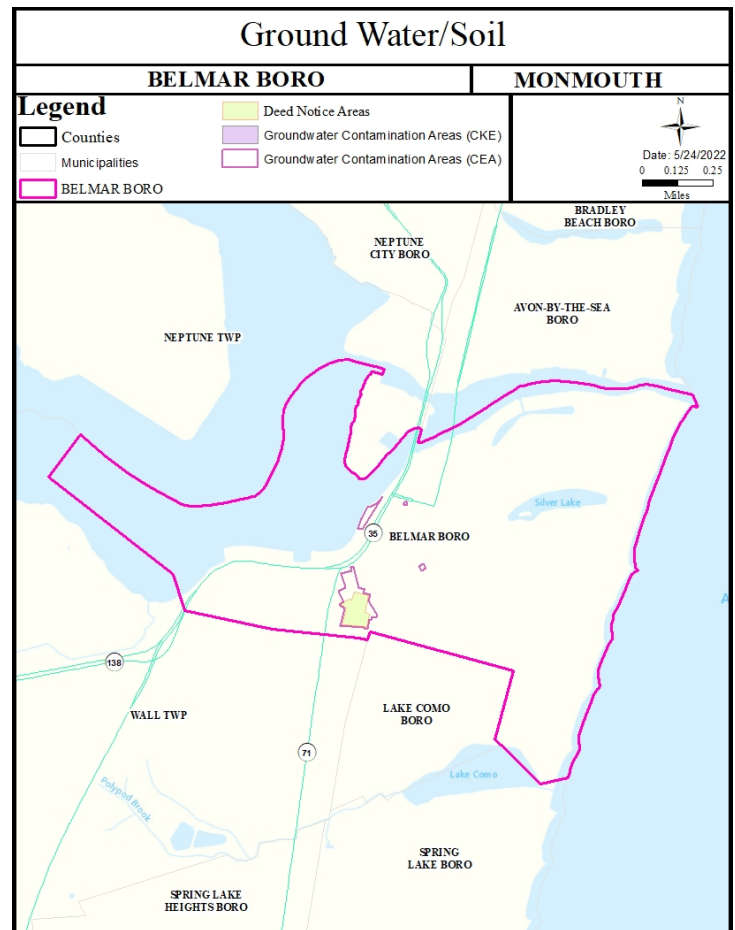 Ground Water/Soil
BELMAR BORO
MONMOUTH
Legend
Counties
Municipalities
BELMAR BORO
Deed Notice Areas
Groundwater Contamination Areas (CKE)
Groundwater Contamination Areas (CEA)
N
Date: 5/24/2022
0 0.125 0.25
Miles
BRADLEY
BEACH BORO
NEPTUNE
CITY BORO
AVON-BY-THE-SEA
BORO
NEPTUNE TWP
Silver Lake
35
BELMAR BORO
A
138
WALL TWP
LAKE COMO
BORO
71
Lake Como
Polypod Brook
SPRING
LAKE BORO
SPRING LAKE
HEIGHTS BORO